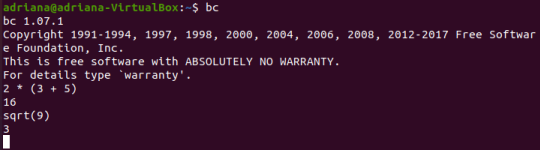 adriana@adriana-VirtualBox:~$ bc
bc 1.07.1
Copyright 1991-1994, 1997, 1998, 2000, 2004, 2006, 2008, 2012-2017 Free Softwar
e Foundation, Inc.
This is free software with ABSOLUTELY NO WARRANTY.
For details type `warranty'.
2 * (3 + 5)
16
sqrt(9)
3